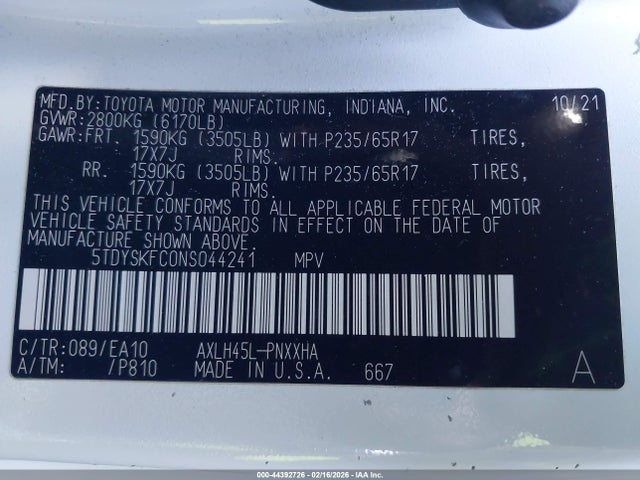 MFD.BY:TOYOTA MOTOR MANUFACTURING, INDIANA, INC. 10/21
GVWR:2800KG (6170LB)
GAWR:FRT. 1590KG (3505LB) WITH P235/65R17 TIRES,
17X7J RIMS.
RR. 1590KG (3505LB) WITH P235/65R17 TIRES,
17X7J RIMS.
THIS VEHICLE CONFORMS TO ALL APPLICABLE FEDERAL MOTOR
VEHICLE SAFETY STANDARDS IN EFFECT ON THE DATE OF
MANUFACTURE SHOWN ABOVE.
5TDYSKFC0NS044241 MPV
C/TR:089/EA10 AXLH45L-PNXXHA
A/TM: /P810 MADE IN U.S.A. 667 A
000-44392726 - 02/16/2026 - IAA Inc.